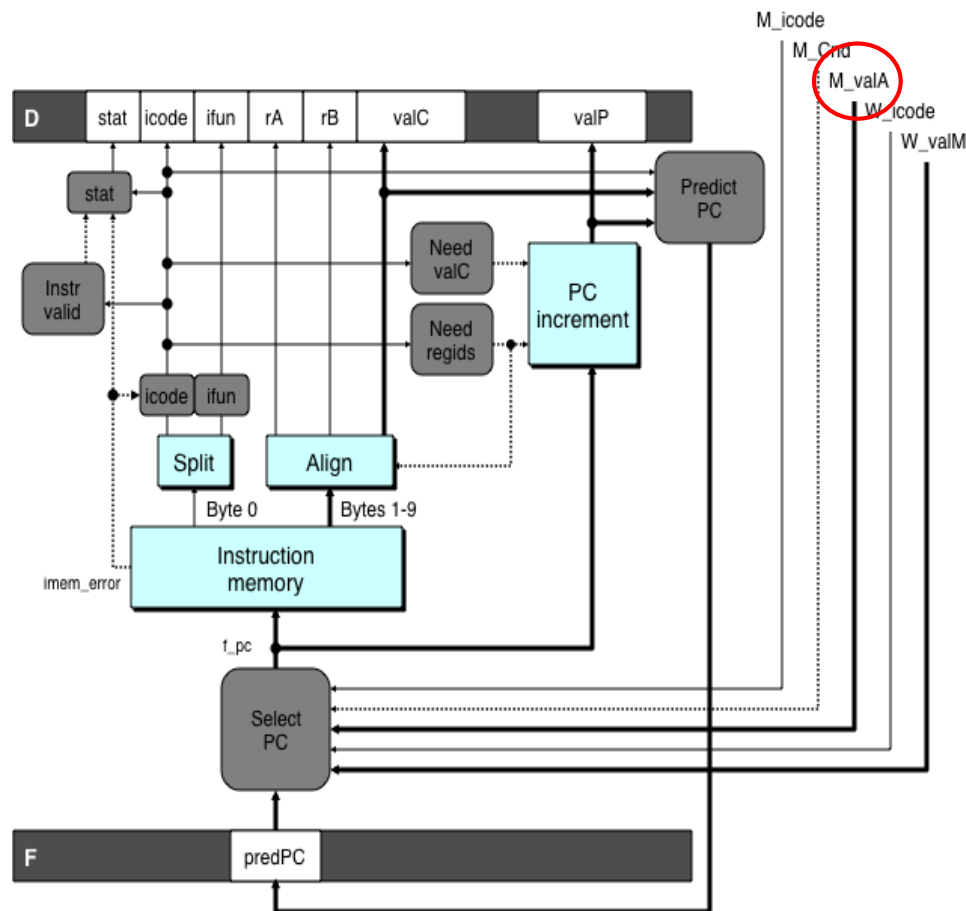 M_icode
M_Cnd
M_valA
W_icode
W_valM
D
stat
icode
ifun
rA
rB
valC
valP
stat
Predict
PC
Need
valC
Instr
valid
PC
increment
Need
regids
icode
ifun
Split
Align
Byte 0
Bytes 1-9
Instruction
memory
imem_error
f_pc
Select
PC
F
predPC